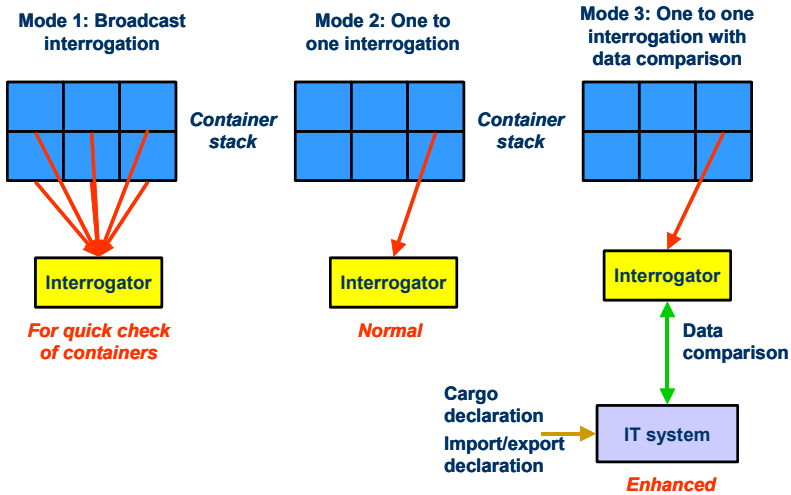 Mode 1: Broadcast
interrogation
Mode 2: One to
one interrogation
Mode 3: One to one
interrogation with
data comparison
Container
stack
Container
stack
Interrogator
Interrogator
Interrogator
For quick check
of containers
Normal
Data
comparison
Cargo
declaration
Import/export
declaration
IT system
Enhanced